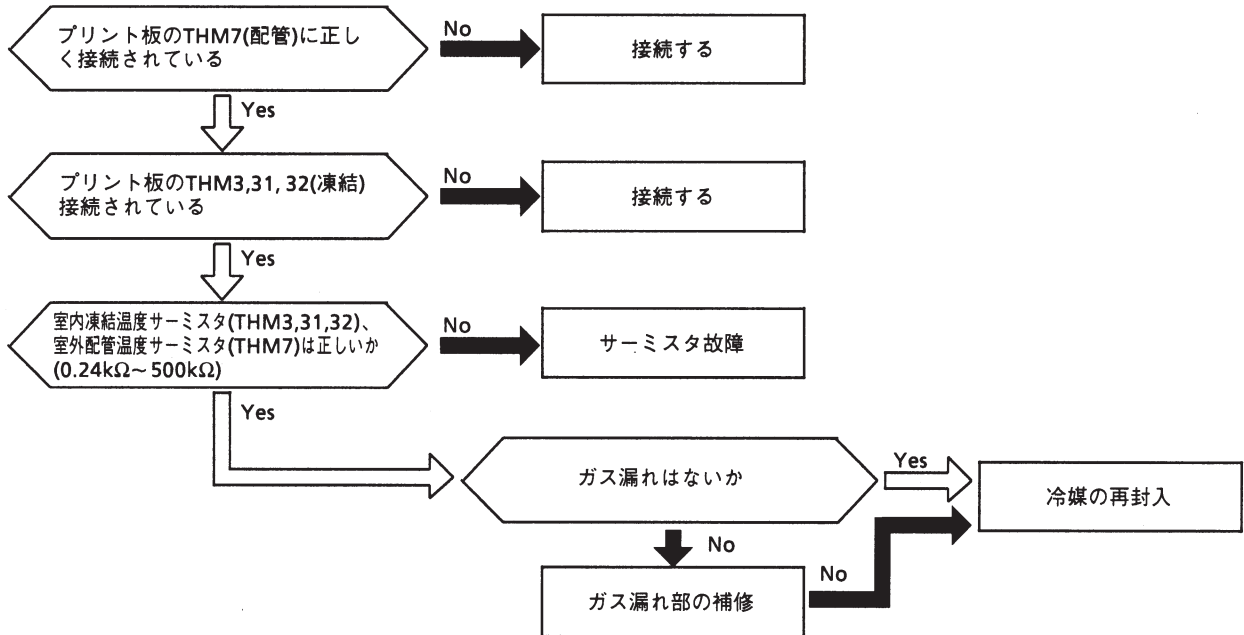 プリント板のTHM7(配管)に正し
く接続されている
No
接続する
Yes
プリント板のTHM3,31, 32(凍結)
接続されている
No
接続する
Yes
室内凍結温度サーミスタ(THM3,31,32)、
室外配管温度サーミスタ(THM7)は正しいか
(0.24kΩ~500kΩ)
No
サーミスタ故障
Yes
ガス漏れはないか
Yes
冷媒の再封入
No
ガス漏れ部の補修
No